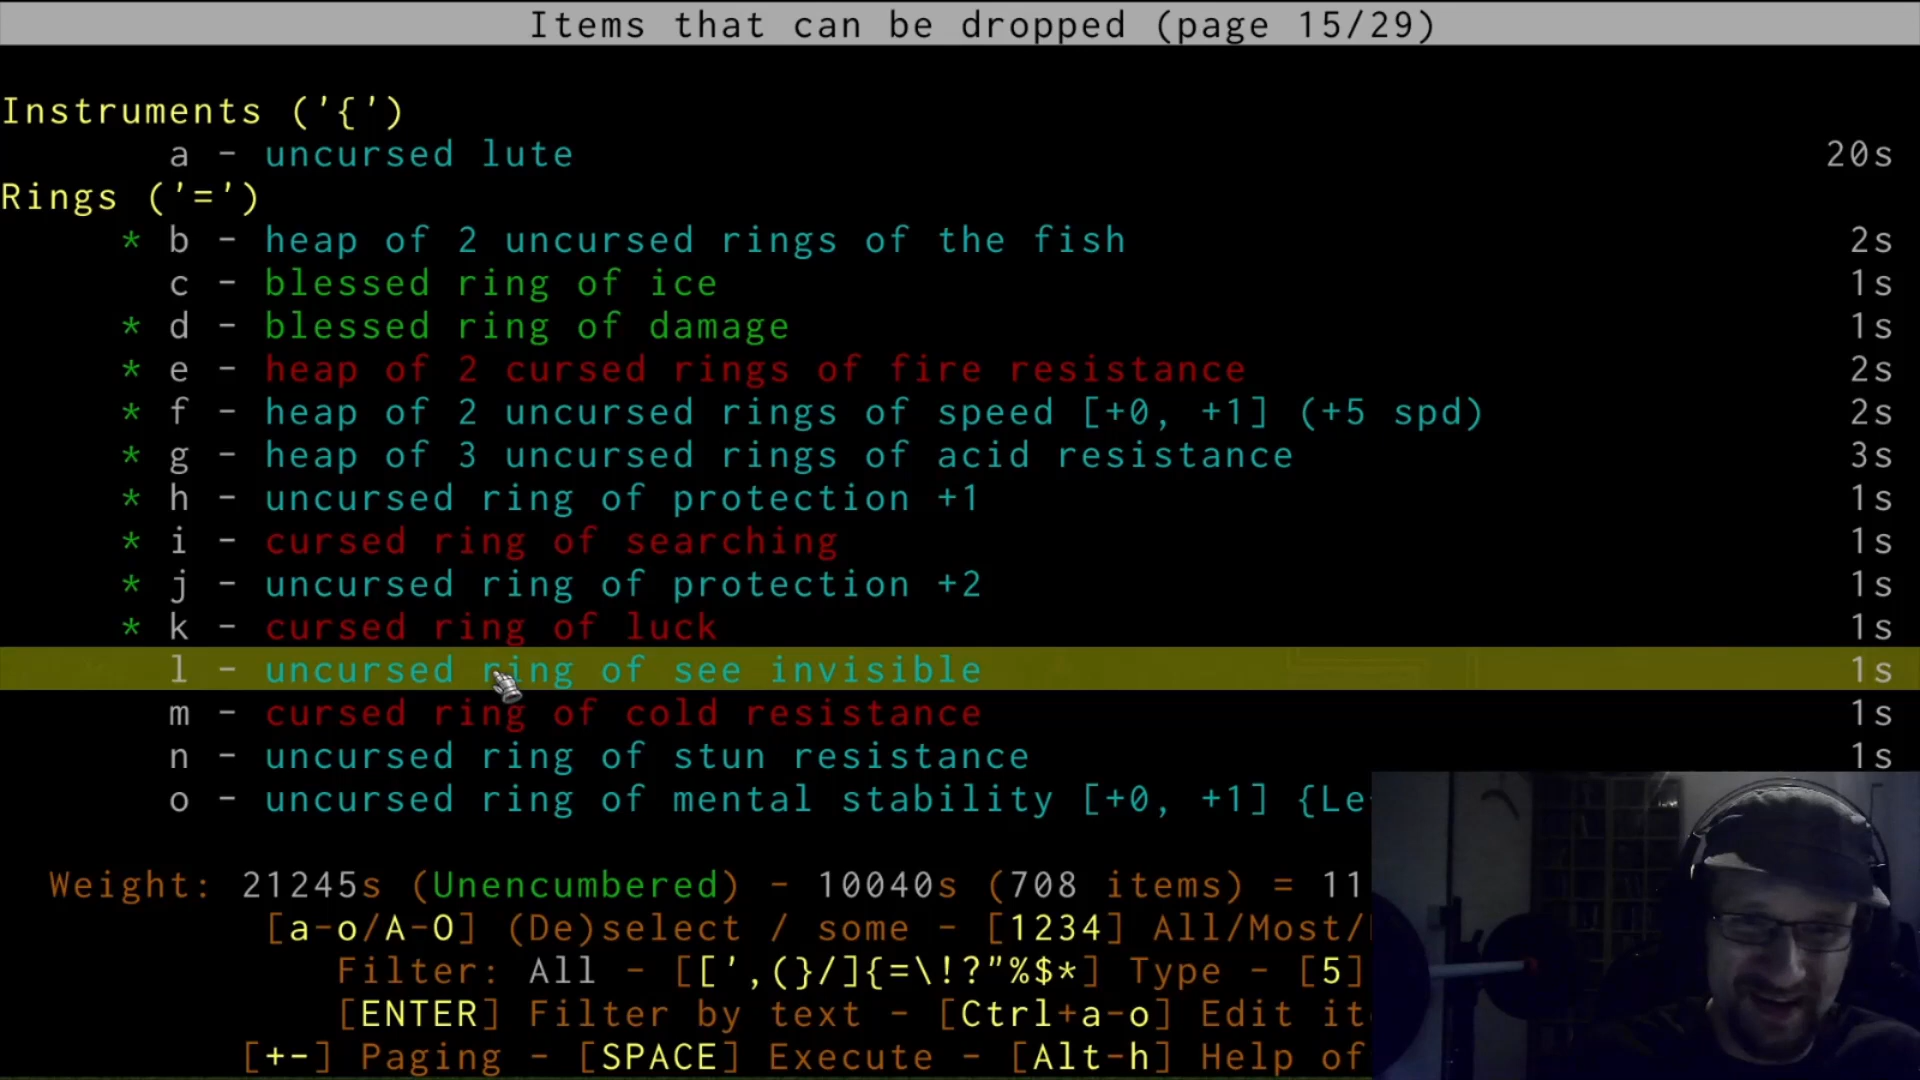 Items that can be dropped (page 15/29)
Instruments ('{')
a - uncursed lute 20s
Rings ('=')
* b - heap of 2 uncursed rings of the fish 2s
c - blessed ring of ice 1s
* d - blessed ring of damage 1s
* e - heap of 2 cursed rings of fire resistance 2s
* f - heap of 2 uncursed rings of speed [+0, +1] (+5 spd) 2s
* g - heap of 3 uncursed rings of acid resistance 3s
* h - uncursed ring of protection +1 1s
* i - cursed ring of searching 1s
* j - uncursed ring of protection +2 1s
* k - cursed ring of luck 1s
l - uncursed ring of see invisible 1s
m - cursed ring of cold resistance 1s
n - uncursed ring of stun resistance 1s
o - uncursed ring of mental stability [+0, +1] {Le
Weight: 21245s (Unencumbered) - 10040s (708 items) = 11
[a-o/A-O] (De)select / some - [1234] All/Most/
Filter: All - [[',(}/]{=\!?"%$*] Type - [5]
[ENTER] Filter by text - [Ctrl+a-o] Edit it
[+-] Paging - [SPACE] Execute - [Alt-h] Help of